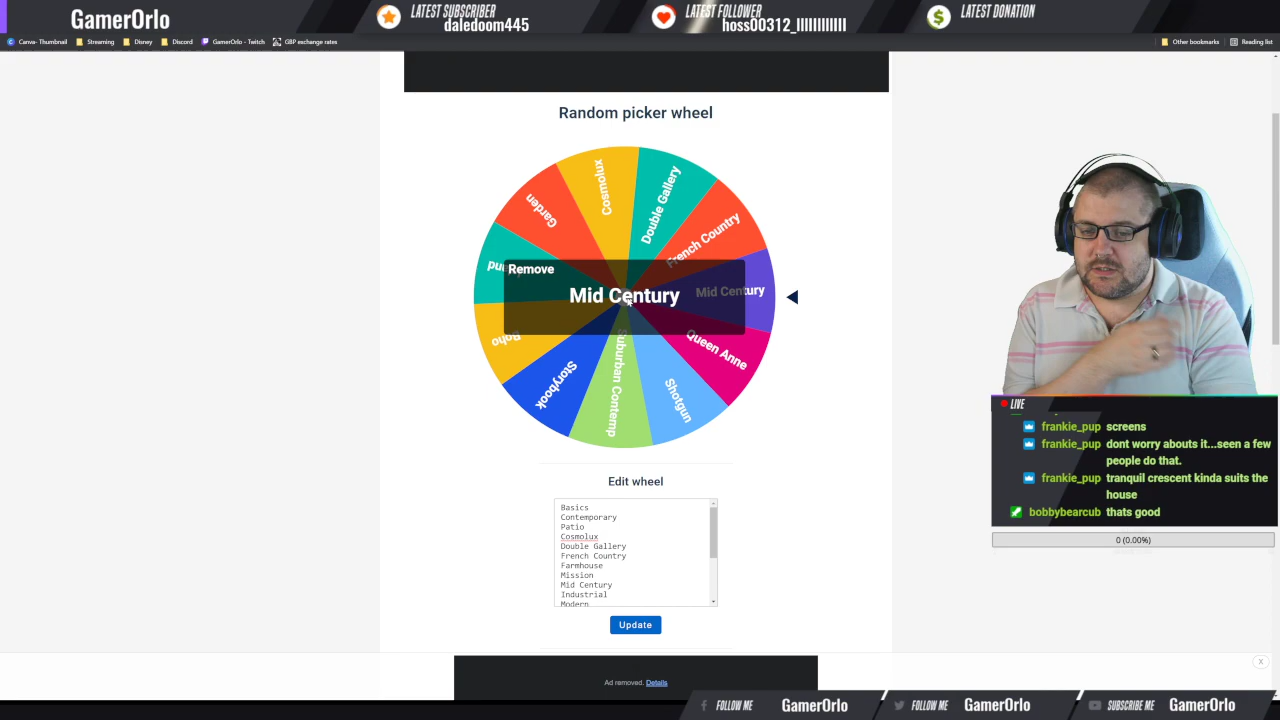 GamerOrlo
LATEST SUBSCRIBER
daledoom445
LATEST FOLLOWER
hoss00312_llllllllllll
LATEST DONATION
Canva- Thumbnail
Streaming
Disney
Discord
GamerOrlo - Twitch
GBP exchange rates
Other bookmarks
Reading list
Random picker wheel
Cosmolux
Double Gallery
French Country
Mid Century
Queen Anne
Shotgun
Suburban Contemp
Storybook
Boho
Garden
Remove
Mid Century
Edit wheel
Basics
Contemporary
Patio
Cosmolux
Double Gallery
French Country
Farmhouse
Mission
Mid Century
Industrial
Modern
Update
Ad removed. Details
X
LIVE
frankie_pup screens
frankie_pup dont worry abouts it...seen a few
people do that.
frankie_pup tranquil crescent kinda suits the
house
bobbybearcub thats good
0 (0.00%)
FOLLOW ME GamerOrlo
FOLLOW ME GamerOrlo
SUBSCRIBE ME GamerOrlo